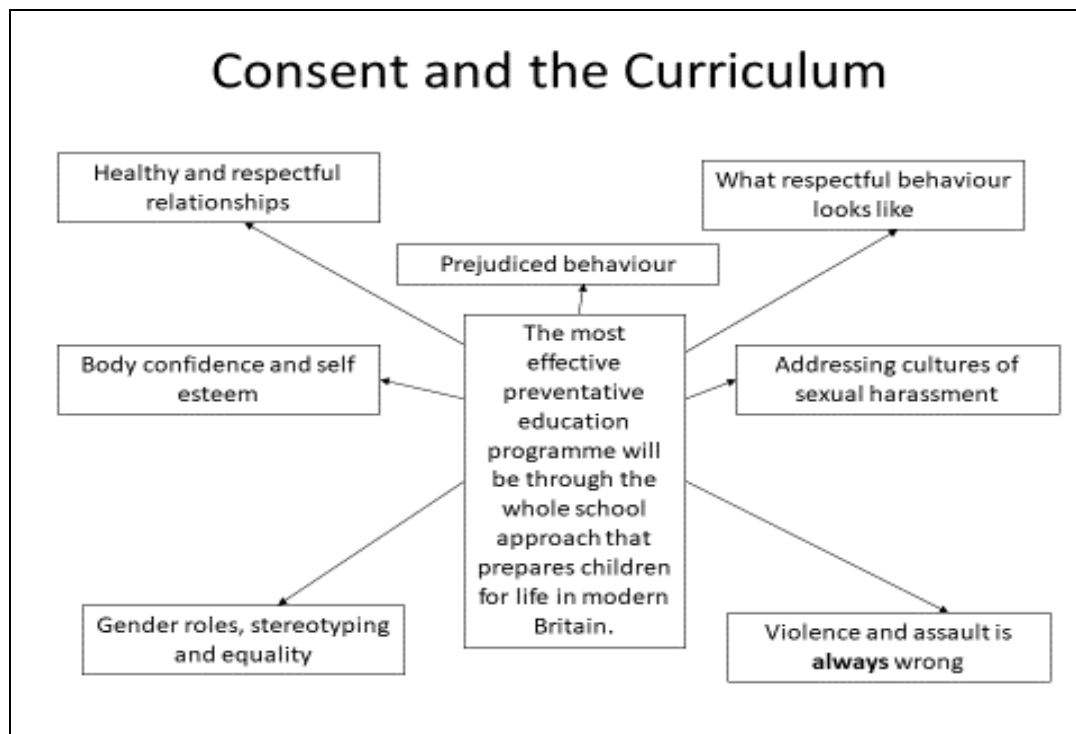 Consent and the Curriculum
Healthy and respectful
relationships
What respectful behaviour
looks like
Prejudiced behaviour
The most
effective
preventative
education
programme will
be through the
whole school
approach that
prepares children
for life in modern
Britain.
Body confidence and self
esteem
Addressing cultures of
sexual harassment
Gender roles, stereotyping
and equality
Violence and assault is
always wrong